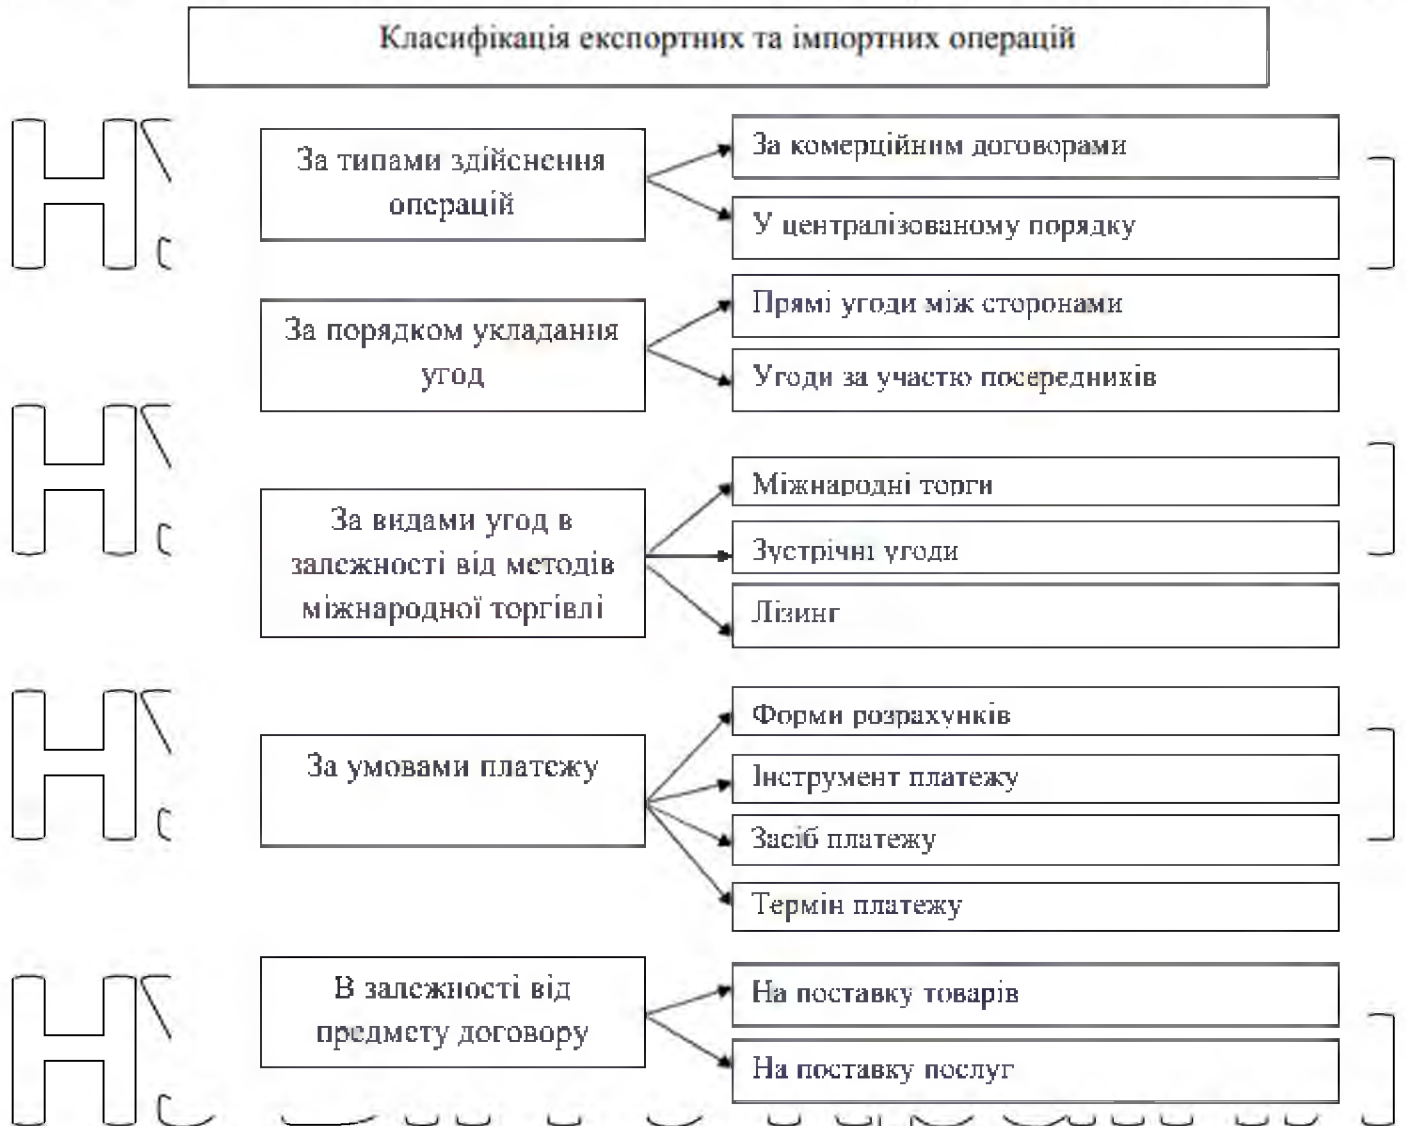 Класифікація експортних та імпортних операцій
За типами здійснення
операцій
За комерційним договорами
У централізованому порядку
За порядком укладання
угод
Прямі угоди між сторонами
Угоди за участю посередників
За видами угод в
залежності від методів
міжнародної торгівлі
Міжнародні торги
Зустрічні угоди
Лізинг
За умовами платежу
Форми розрахунків
Інструмент платежу
Засіб платежу
Термін платежу
В залежності від
предмету договору
На поставку товарів
На поставку послуг